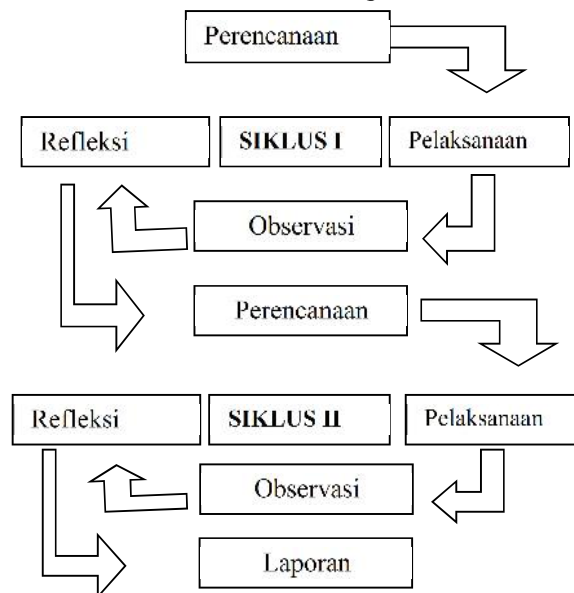 Perencanaan
Refleksi SIKLUS I Pelaksanaan
Observasi
Perencanaan
Refleksi SIKLUS II Pelaksanaan
Observasi
Laporan